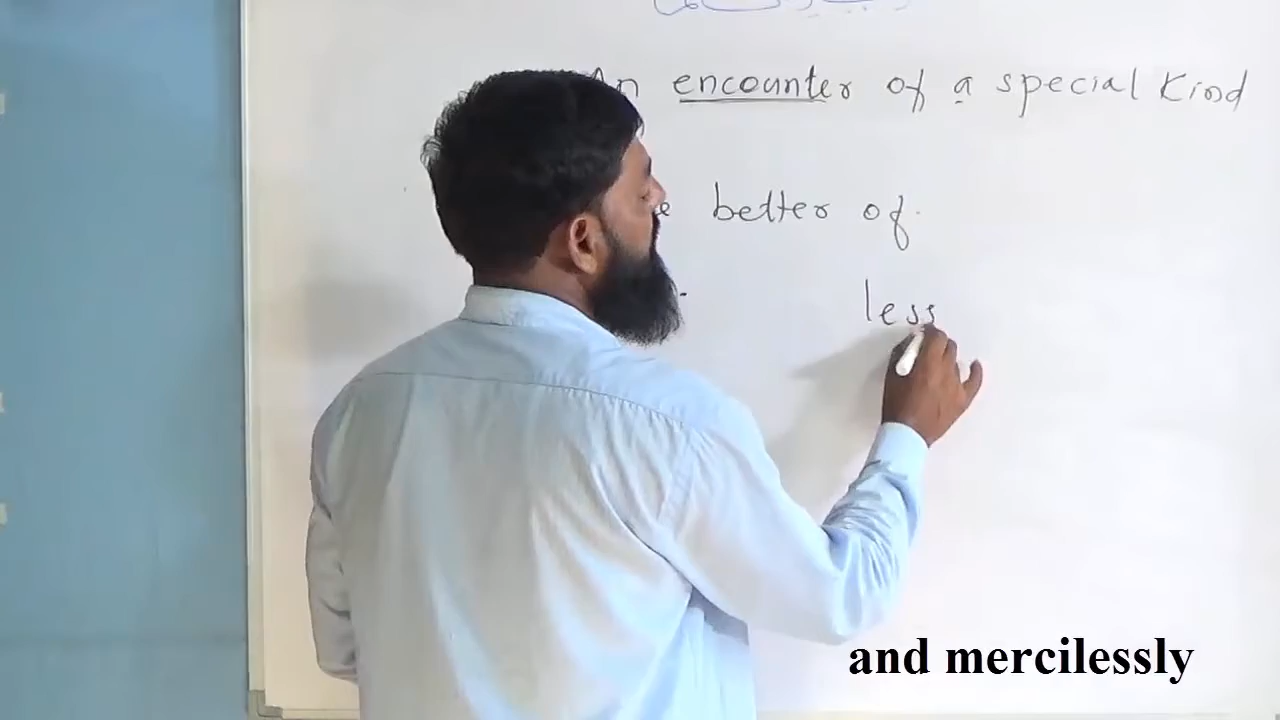 An encounter of a special kind
better of
less
and mercilessly